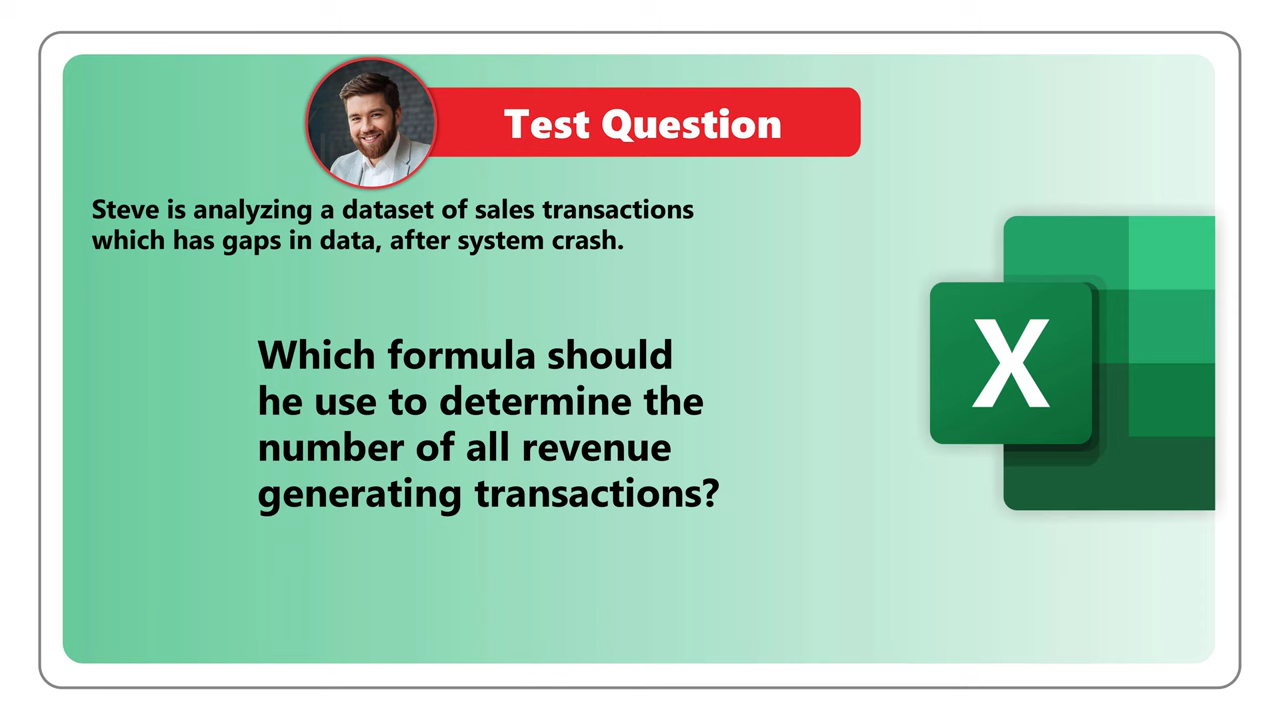 Test Question
Steve is analyzing a dataset of sales transactions
which has gaps in data, after system crash.
Which formula should
he use to determine the
number of all revenue
generating transactions?
X